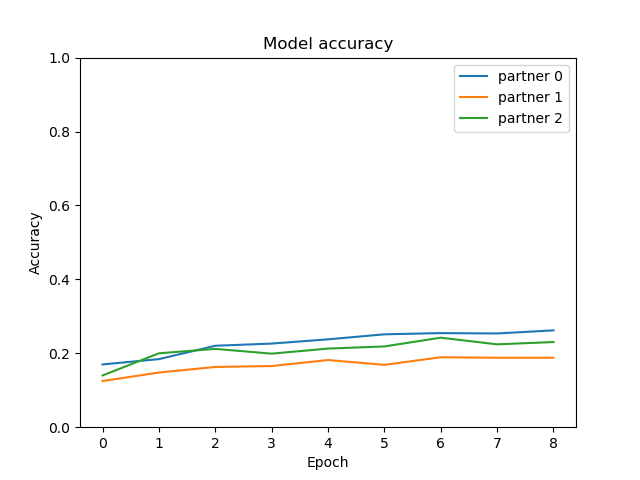 Model accuracy
1.0
0.8
0.6
0.4
0.2
0.0
Accuracy
partner 0
partner 1
partner 2
0 1 2 3 4 5 6 7 8
Epoch